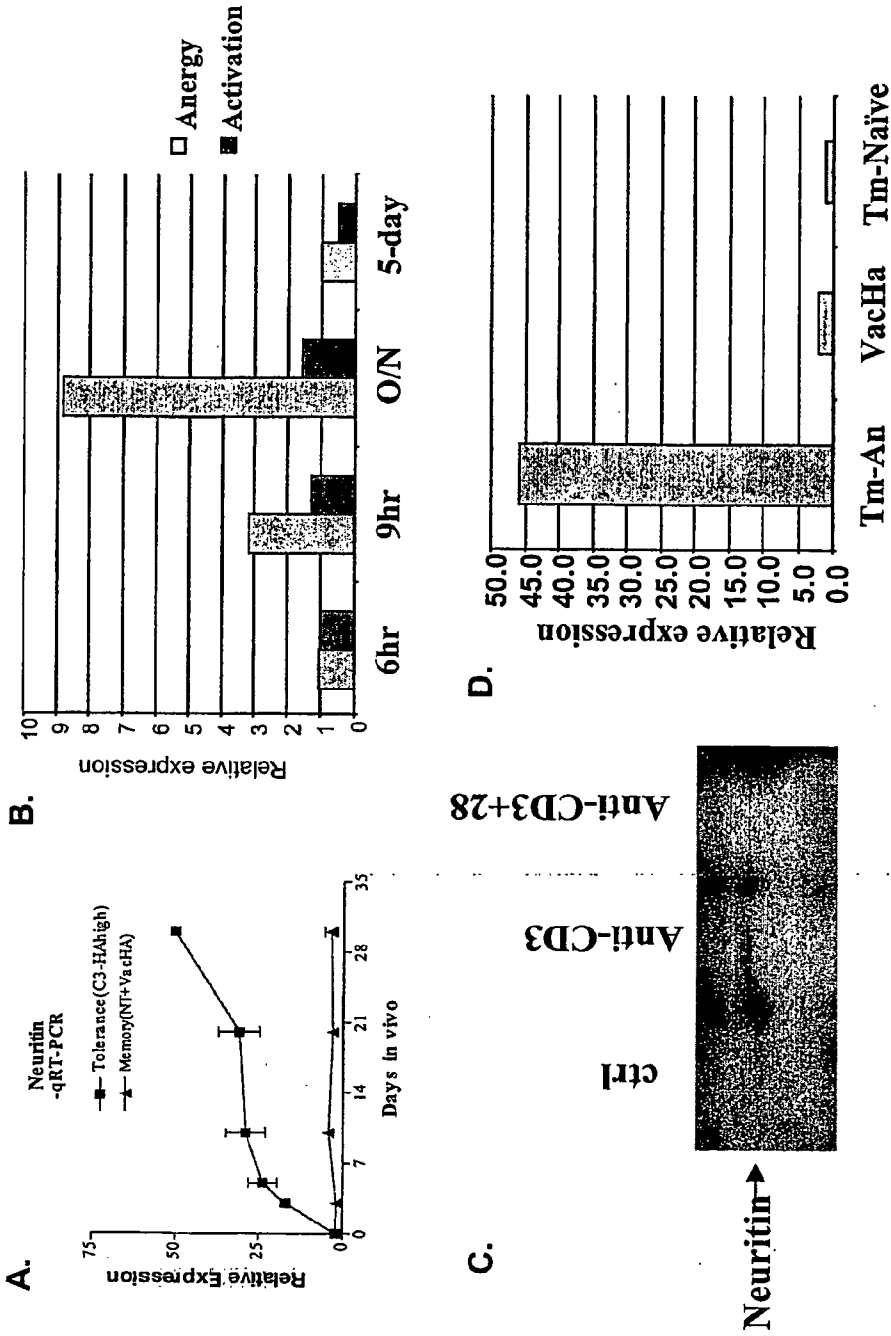 A.
Neuritin
-qRT-PCR
Tolerance(C3-HAhigh)
Memory(NT+VacHA)
Relative Expression
75
50
25
0
0 7 14 21 28 35
Days in vivo
B.
Relative expression
10
9
8
7
6
5
4
3
2
1
0
6hr 9hr O/N 5-day
Anergy
Activation
C.
ctrl Anti-CD3 Anti-CD3+28
Neuritin
D.
Relative expression
50.0
45.0
40.0
35.0
30.0
25.0
20.0
15.0
10.0
5.0
0.0
Tm-An VacHa Tm-Naïve